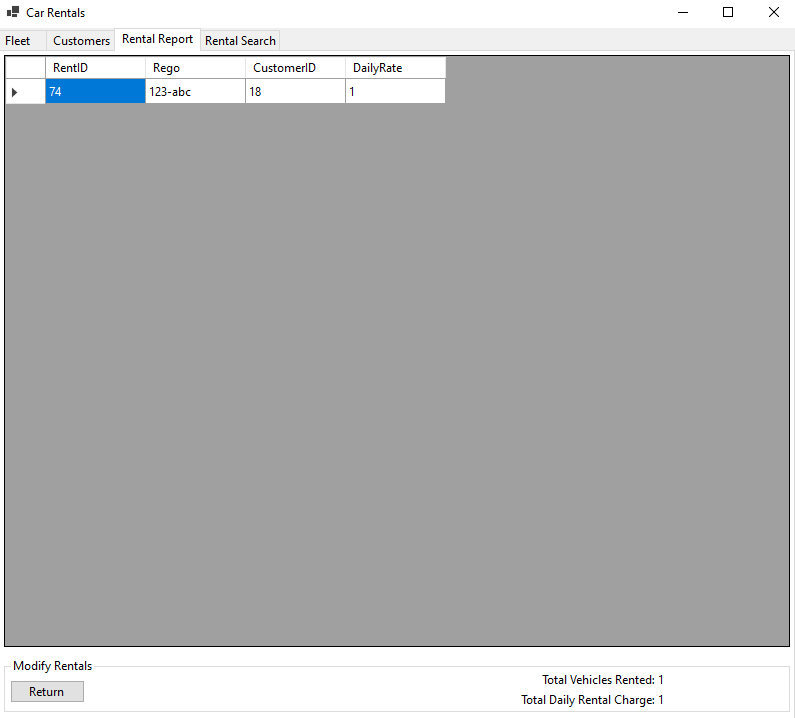 Car Rentals
Fleet Customers Rental Report Rental Search
RentID Rego CustomerID DailyRate
74 123-abc 18 1
Modify Rentals
Return
Total Vehicles Rented: 1
Total Daily Rental Charge: 1